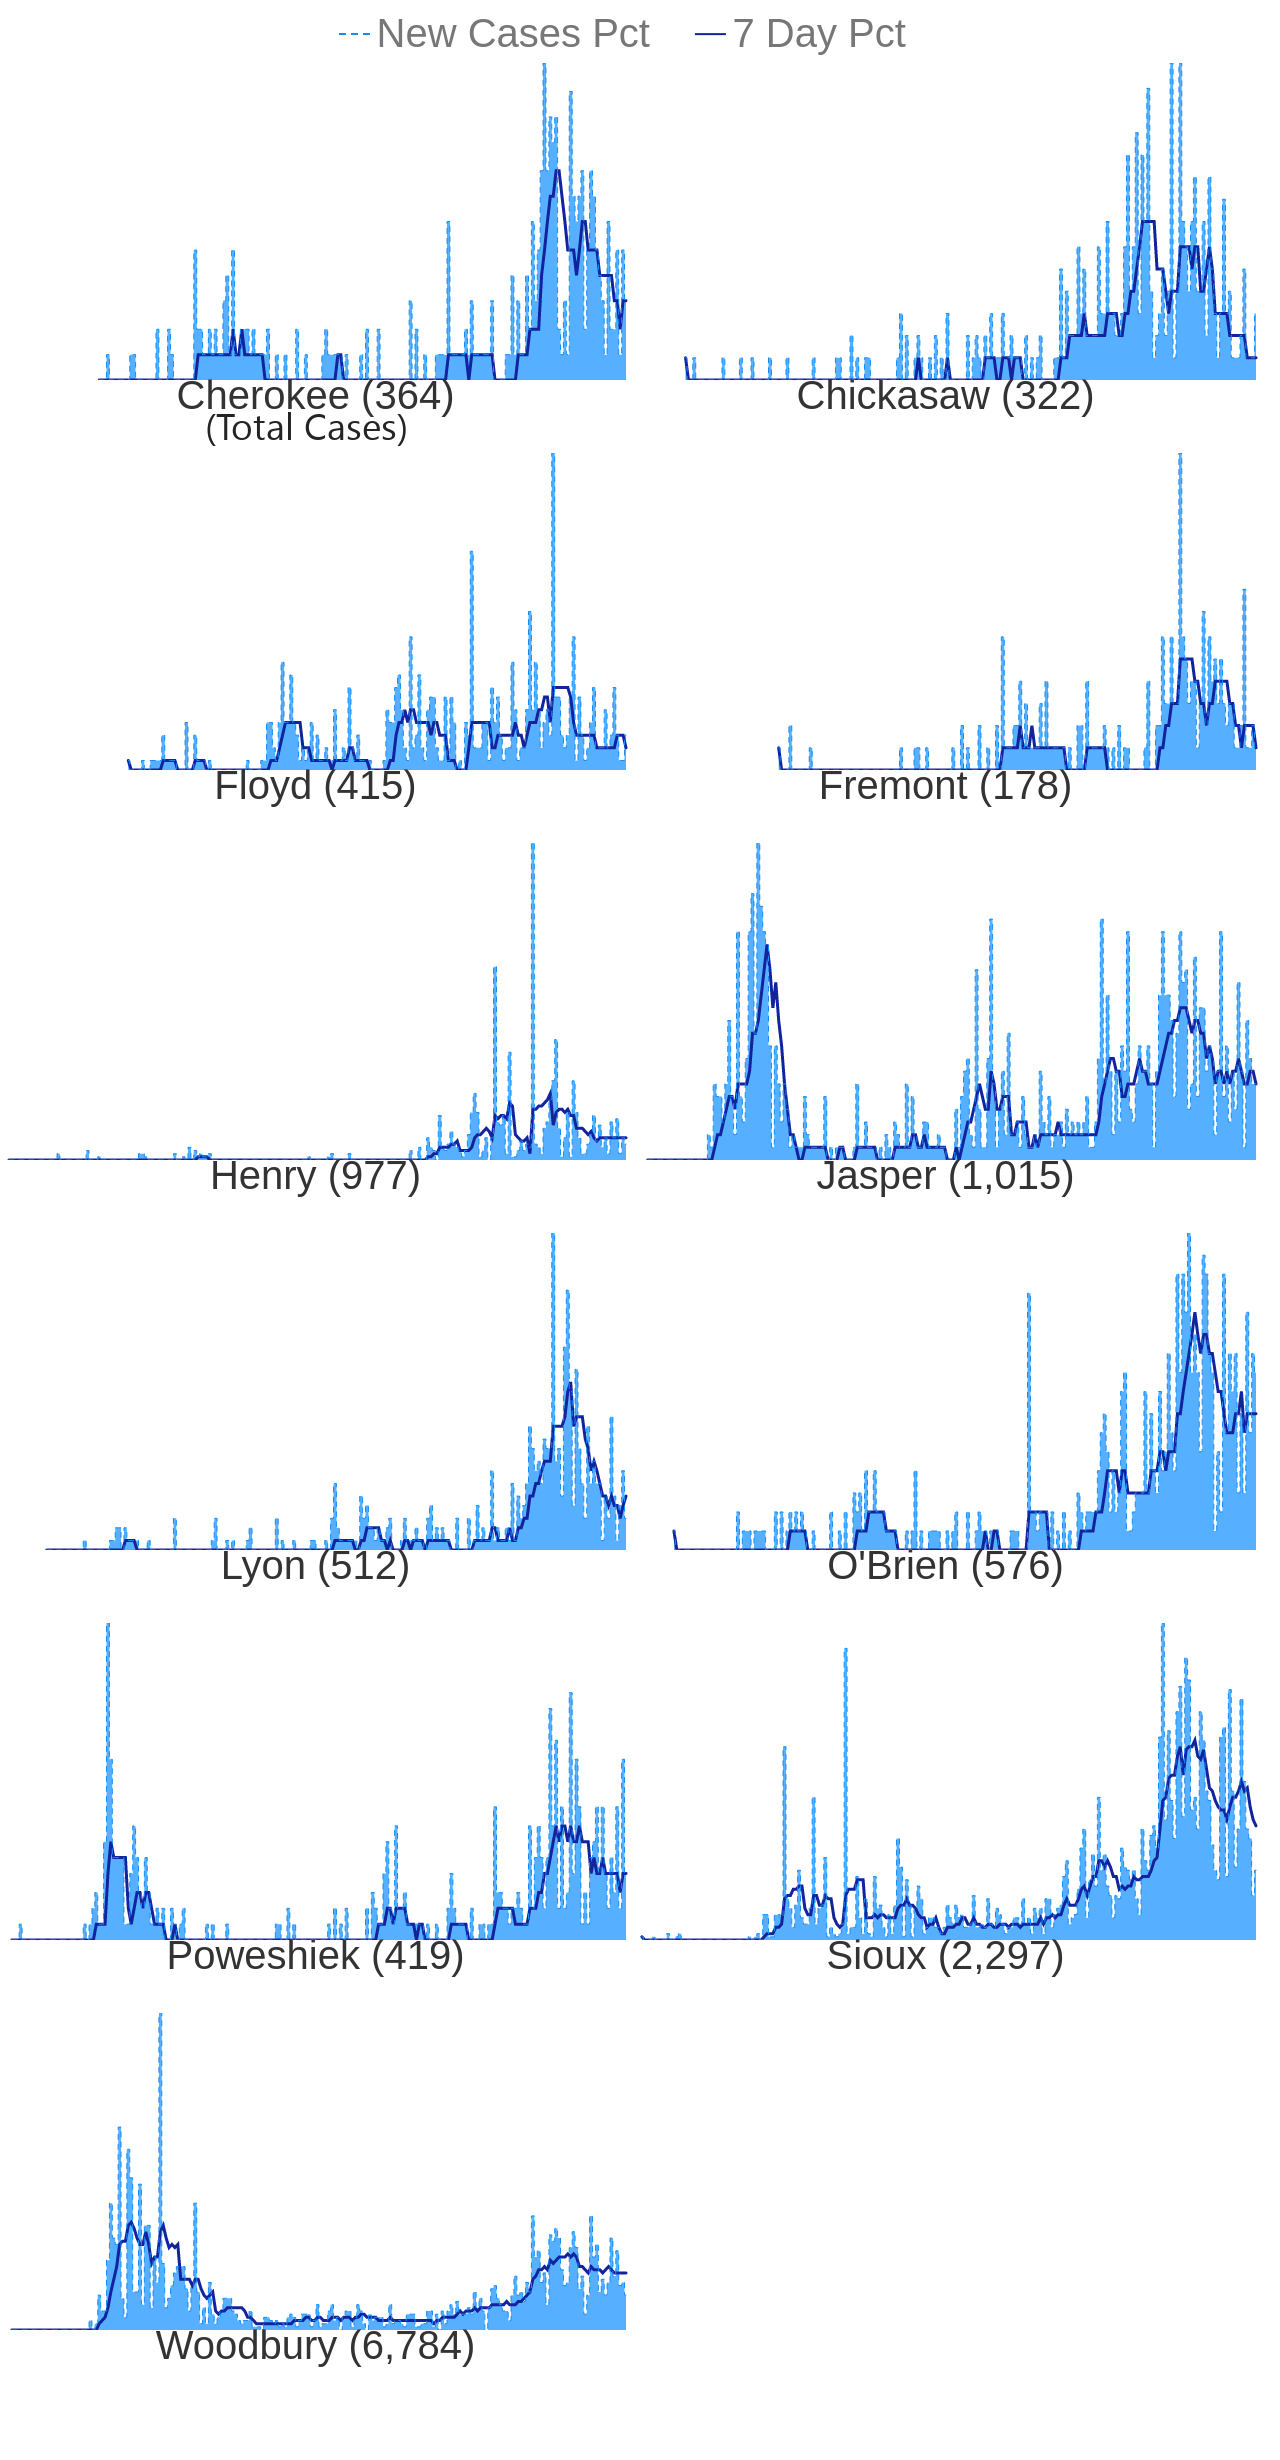 New Cases Pct 7 Day Pct
Cherokee (364) Chickasaw (322)
(Total Cases)
Floyd (415) Fremont (178)
Henry (977) Jasper (1,015)
Lyon (512) O'Brien (576)
Poweshiek (419) Sioux (2,297)
Woodbury (6,784)